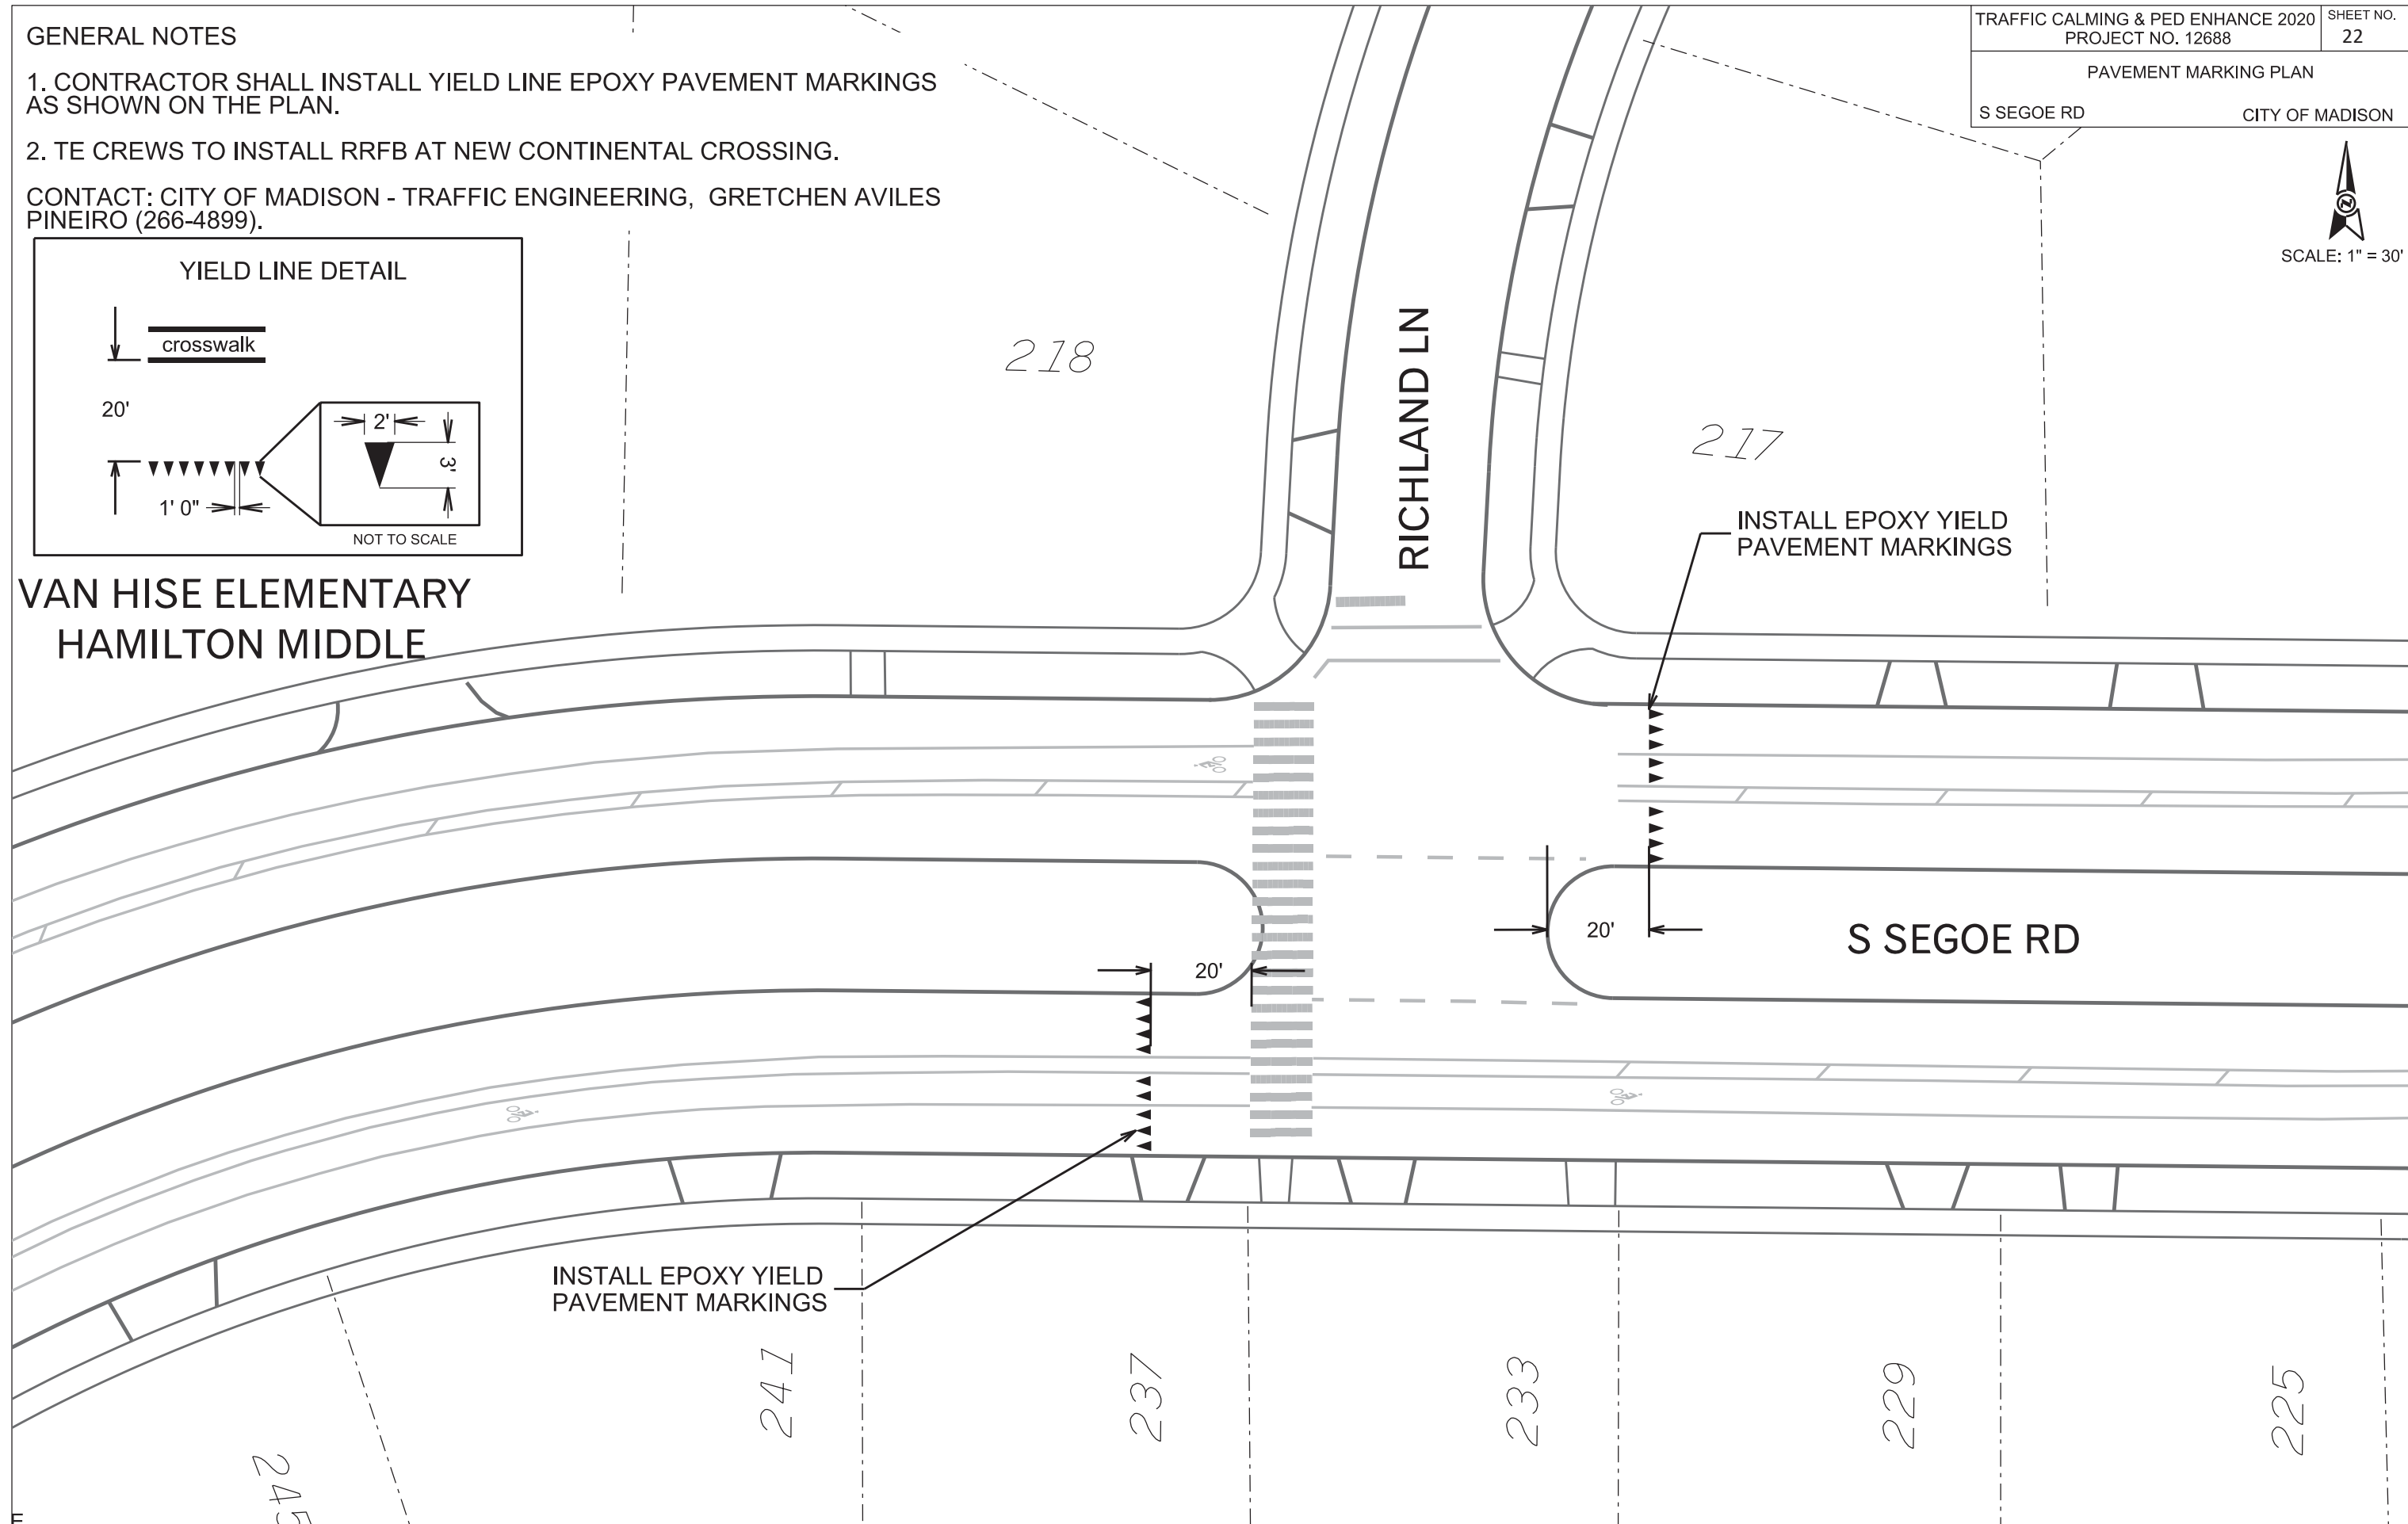 GENERAL NOTES
1. CONTRACTOR SHALL INSTALL YIELD LINE EPOXY PAVEMENT MARKINGS
AS SHOWN ON THE PLAN.
2. TE CREWS TO INSTALL RRFB AT NEW CONTINENTAL CROSSING.
CONTACT: CITY OF MADISON - TRAFFIC ENGINEERING, GRETCHEN AVILES
PINEIRO (266-4899).
TRAFFIC CALMING & PED ENHANCE 2020
PROJECT NO. 12688
SHEET NO.
22
PAVEMENT MARKING PLAN
S SEGOE RD CITY OF MADISON
N
SCALE: 1" = 30'
YIELD LINE DETAIL
crosswalk
20'
2'
3'
1' 0"
NOT TO SCALE
VAN HISE ELEMENTARY
HAMILTON MIDDLE
218
RICHLAND LN
217
INSTALL EPOXY YIELD
PAVEMENT MARKINGS
20'
S SEGOE RD
20'
INSTALL EPOXY YIELD
PAVEMENT MARKINGS
245
241
237
233
229
225